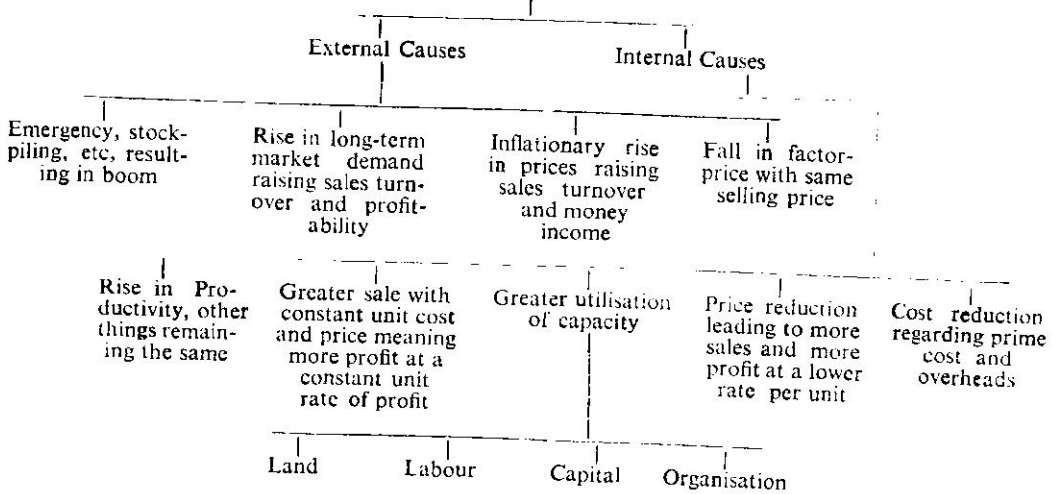 External Causes
Internal Causes
Emergency, stock-
piling, etc, result-
ing in boom
Rise in long-term
market demand
raising sales turn-
over and profit-
ability
Inflationary rise
in prices raising
sales turnover
and money
income
Fall in factor-
price with same
selling price
Rise in Pro-
ductivity, other
things remain-
ing the same
Greater sale with
constant unit cost
and price meaning
more profit at a
constant unit
rate of profit
Greater utilisation
of capacity
Price reduction
leading to more
sales and more
profit at a lower
rate per unit
Cost reduction
regarding prime
cost and
overheads
Land
Labour
Capital
Organisation